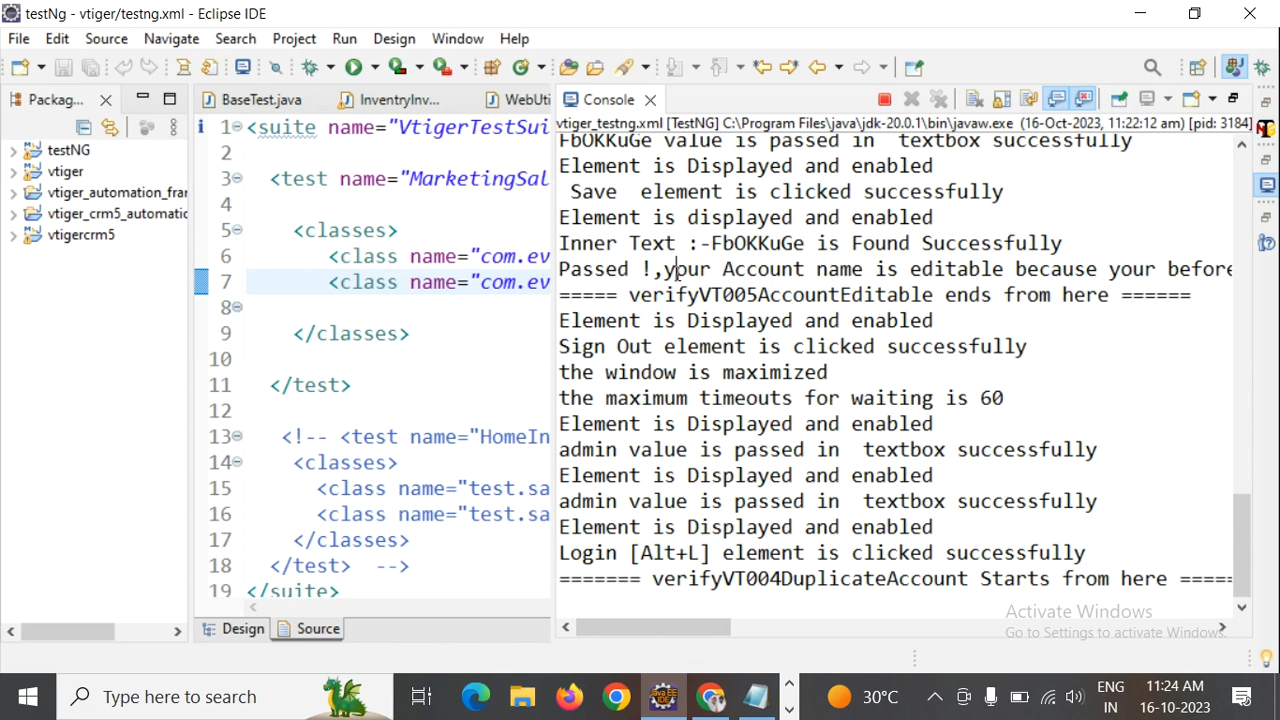 testNg - vtiger/testng.xml - Eclipse IDE
File Edit Source Navigate Search Project Run Design Window Help
Packag...
BaseTest.java
InventryInv...
WebUti
Console
testNG
vtiger
vtiger_automation_fra
vtiger_crm5_automatic
vtigercrm5
1 <suite name="VtigerTestSui
2
3 <test name="MarketingSal
4
5 <classes>
6 <class name="com.ev
7 <class name="com.ev
8
9 </classes>
10
11 </test>
12
13 <!-- <test name="HomeIn
14 <classes>
15 <class name="test.sa
16 <class name="test.sa
17 </classes>
18 </test> -->
19 </suite>
Design Source
vtiger_testng.xml [TestNG] C:\Program Files\java\jdk-20.0.1\bin\javaw.exe (16-Oct-2023, 11:22:12 am) [pid: 3184]
FbOKKuGe value is passed in textbox successfully
Element is Displayed and enabled
Save element is clicked successfully
Element is displayed and enabled
Inner Text :-FbOKKuGe is Found Successfully
Passed !,your Account name is editable because your before
===== verifyVT005AccountEditable ends from here ======
Element is Displayed and enabled
Sign Out element is clicked successfully
the window is maximized
the maximum timeouts for waiting is 60
Element is Displayed and enabled
admin value is passed in textbox successfully
Element is Displayed and enabled
admin value is passed in textbox successfully
Element is Displayed and enabled
Login [Alt+L] element is clicked successfully
======= verifyVT004DuplicateAccount Starts from here =====
Activate Windows
Go to Settings to activate Windows.
Type here to search
Java EE
IDE
30°C
ENG
IN
11:24 AM
16-10-2023